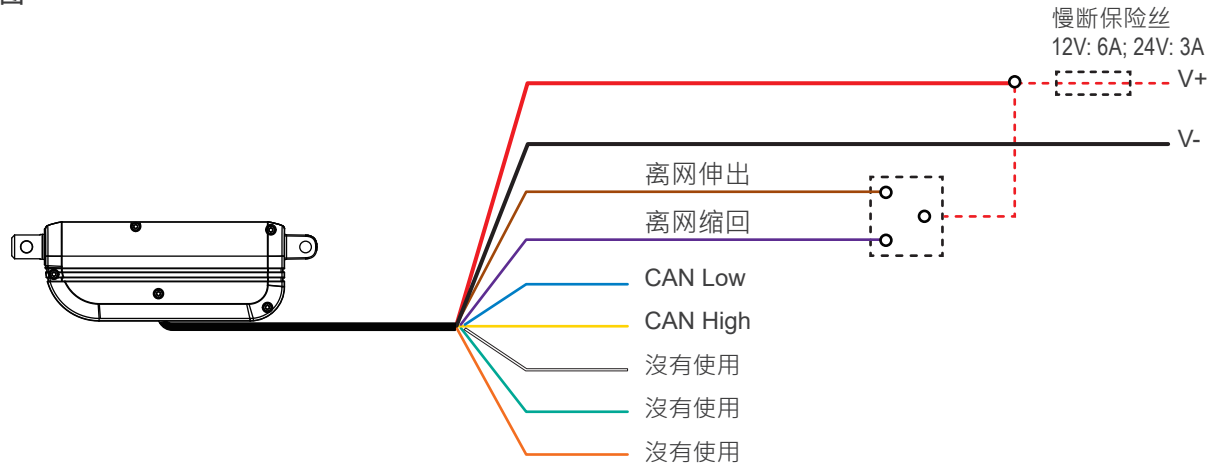 慢断保险丝
12V: 6A; 24V: 3A
V+
V-
离网伸出
离网缩回
CAN Low
CAN High
沒有使用
沒有使用
沒有使用